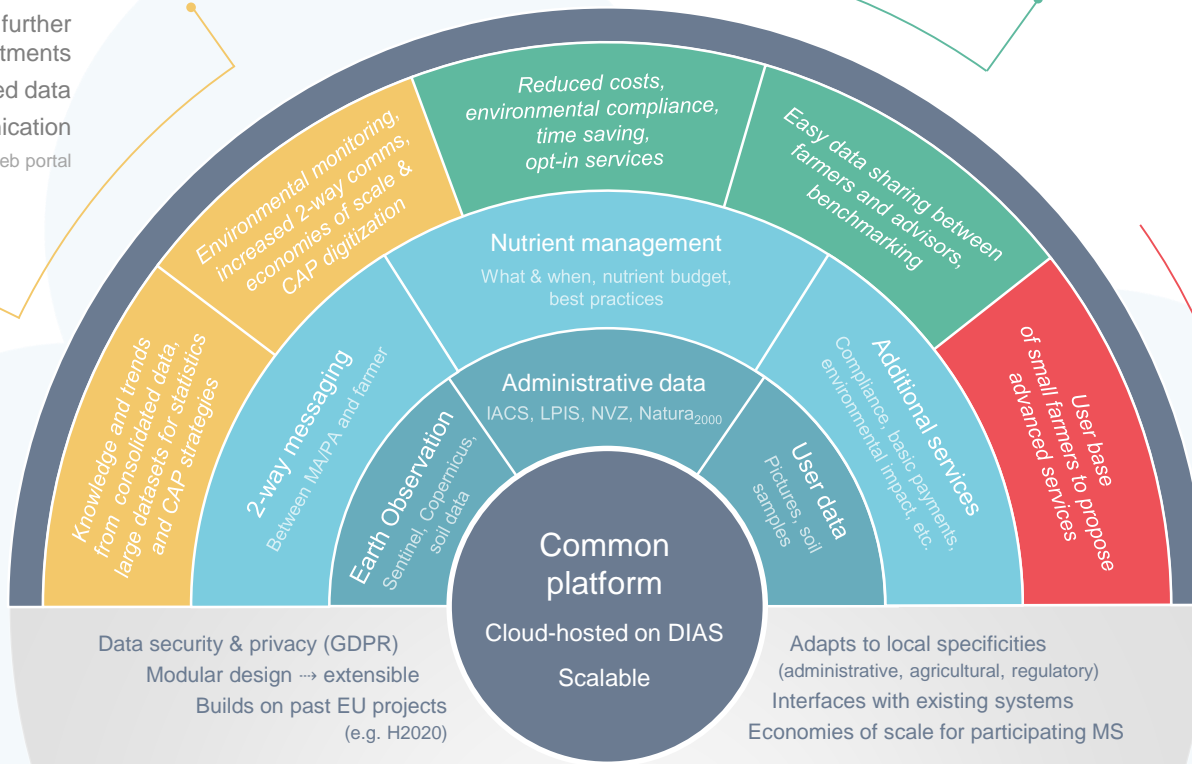 further
tments
ed data
nication
eb portal
Knowledge and trends
from consolidated data,
large datasets for statistics
and CAP strategies
Environmental monitoring,
increased 2-way comms,
economies of scale &
CAP digitization
Reduced costs,
environmental compliance,
time saving,
opt-in services
Easy data sharing between
farmers and advisors,
benchmarking
User base
of small farmers to propose
advanced services
2-way messaging
Between MA/PA and farmer
Nutrient management
What & when, nutrient budget,
best practices
Additional services
Compliance, basic payments,
environmental impact, etc.
Earth Observation
Sentinel, Copernicus,
soil data
Administrative data
IACS, LPIS, NVZ, Natura2000
User data
Pictures, soil
samples
Common
platform
Cloud-hosted on DIAS
Scalable
Data security & privacy (GDPR)
Modular design ⤑ extensible
Builds on past EU projects
(e.g. H2020)
Adapts to local specificities
(administrative, agricultural, regulatory)
Interfaces with existing systems
Economies of scale for participating MS